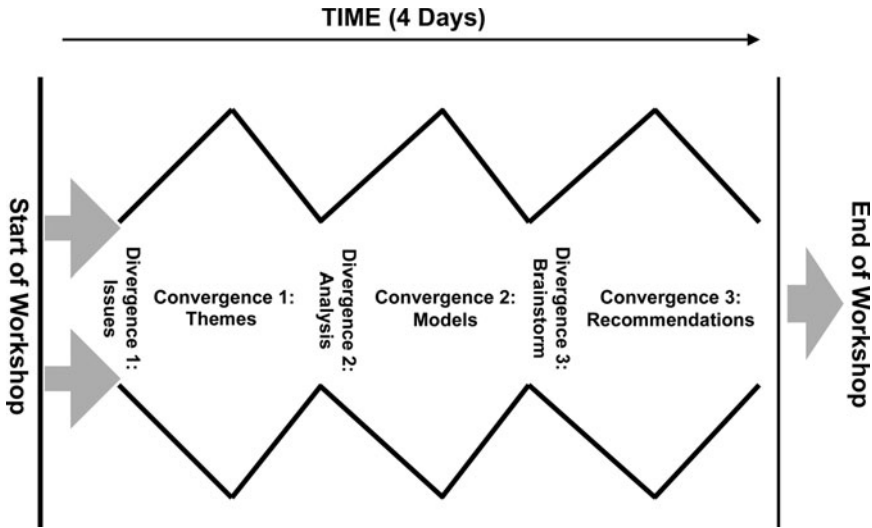 TIME (4 Days)
Start of Workshop
Divergence 1:
Issues
Convergence 1:
Themes
Divergence 2:
Analysis
Convergence 2:
Models
Divergence 3:
Brainstorm
Convergence 3:
Recommendations
End of Workshop